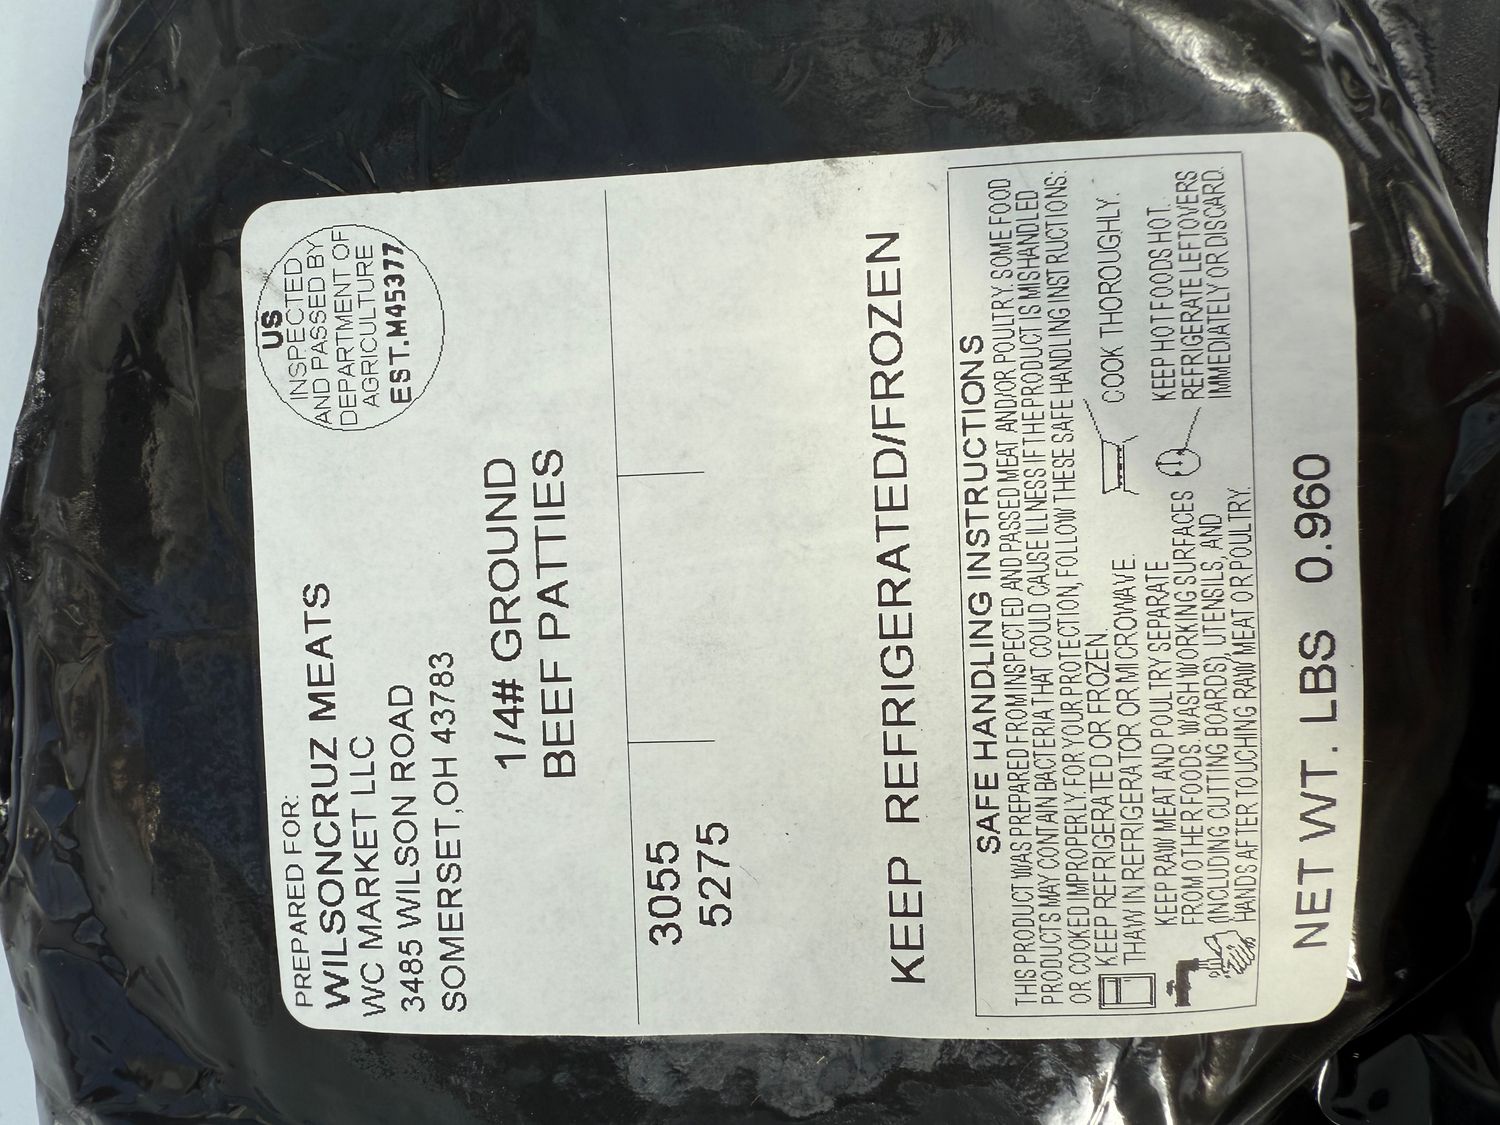 PREPARED FOR:
WILSONCRUZ MEATS
WC MARKET LLC
3485 WILSON ROAD
SOMERSET, OH 43783
US
INSPECTED
AND PASSED BY
DEPARTMENT OF
AGRICULTURE
EST.M45377
1/4# GROUND
BEEF PATTIES
3055
5275
KEEP REFRIGERATED/FROZEN
SAFE HANDLING INSTRUCTIONS
THIS PRODUCT WAS PREPARED FROM INSPECTED AND PASSED MEAT AND/OR POULTRY. SOME FOOD
PRODUCTS MAY CONTAIN BACTERIA THAT COULD CAUSE ILLNESS IF THE PRODUCT IS MISHANDLED
OR COOKED IMPROPERLY. FOR YOUR PROTECTION, FOLLOW THESE SAFE HANDLING INSTRUCTIONS.
KEEP REFRIGERATED OR FROZEN.
THAW IN REFRIGERATOR OR MICROWAVE.
KEEP RAW MEAT AND POULTRY SEPARATE
FROM OTHER FOODS. WASH WORKING SURFACES
(INCLUDING CUTTING BOARDS), UTENSILS, AND
HANDS AFTER TOUCHING RAW MEAT OR POULTRY.
COOK THOROUGHLY.
KEEP HOT FOODS HOT.
REFRIGERATE LEFTOVERS
IMMEDIATELY OR DISCARD.
NET WT. LBS 0.960